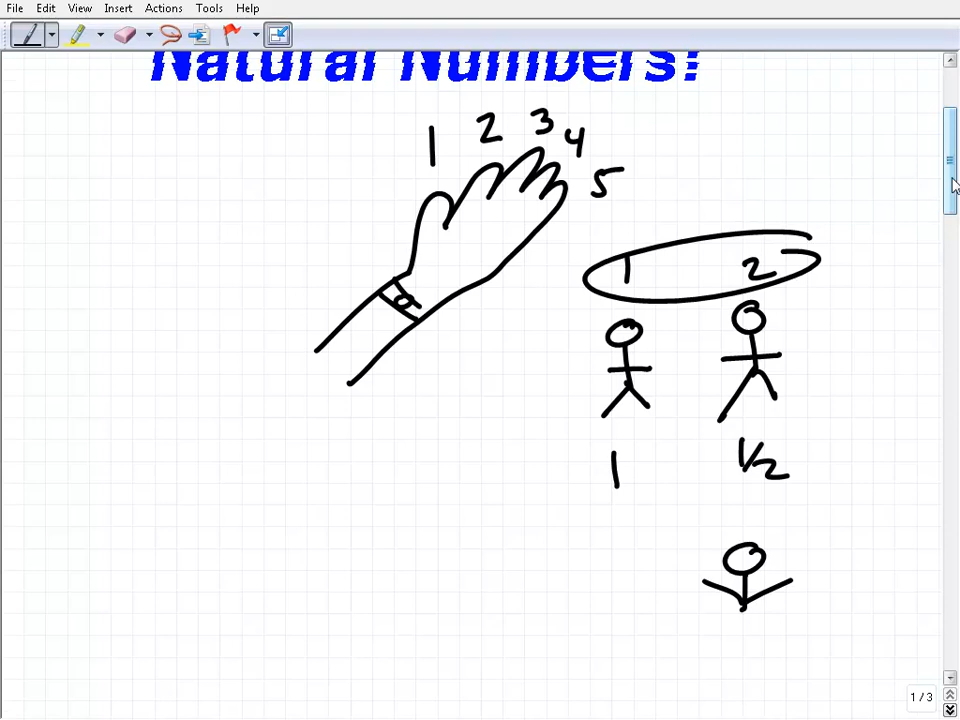 File Edit View Insert Actions Tools Help
Natural Numbers!
1 2 3 4 5
1 2
1 1/2
1 / 3